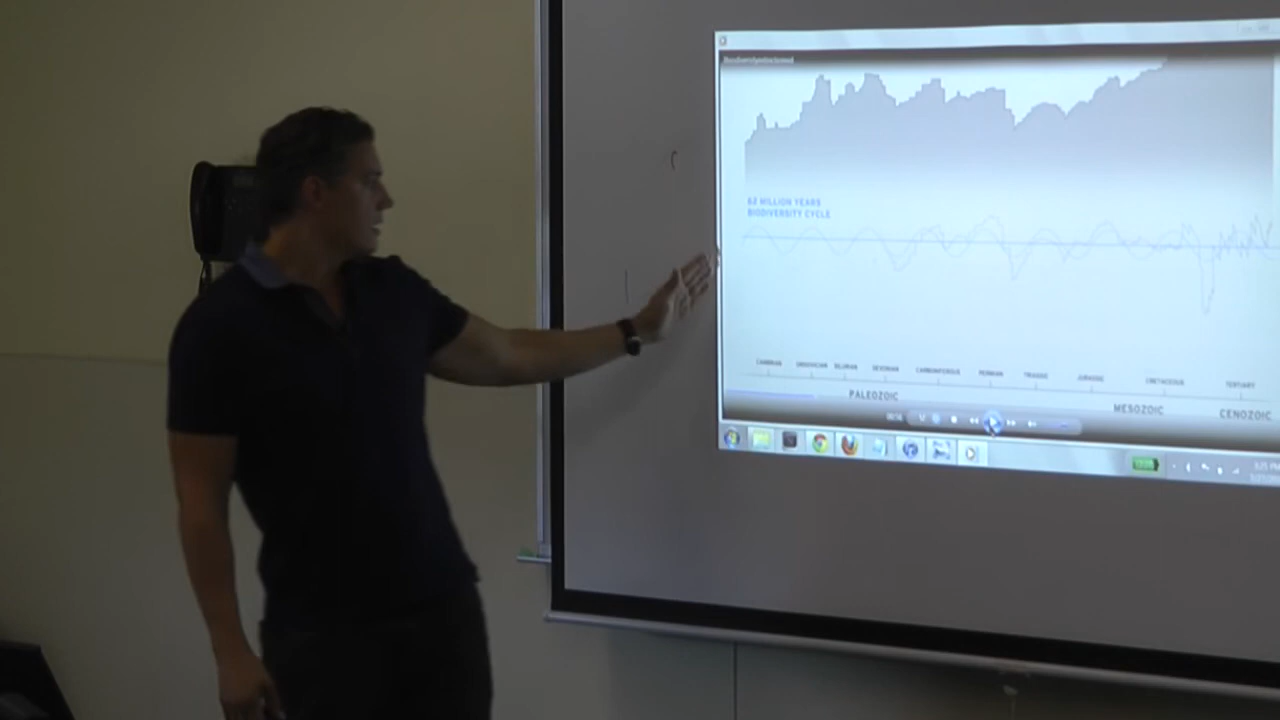 62 MILLION YEARS
BIODIVERSITY CYCLE
CAMBRIAN ORDOVICIAN SILURIAN DEVONIAN CARBONIFEROUS PERMIAN TRIASSIC JURASSIC CRETACEOUS TERTIARY
PALEOZOIC MESOZOIC CENOZOIC